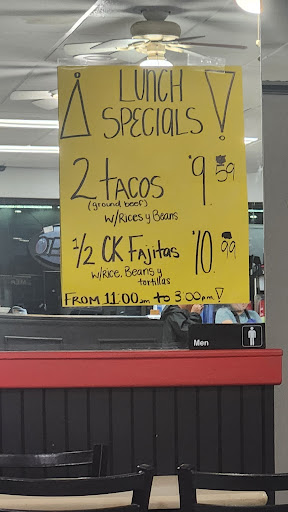 ¡ LUNCH !
SPECIALS
2 tACOS $9.59
(ground beef)
W/RICES y BEANS
1/2 CK FAjitAS $10.99
W/RICE, BEANS y
tortillas
FROM 11:00am to 3:00pm!
Men